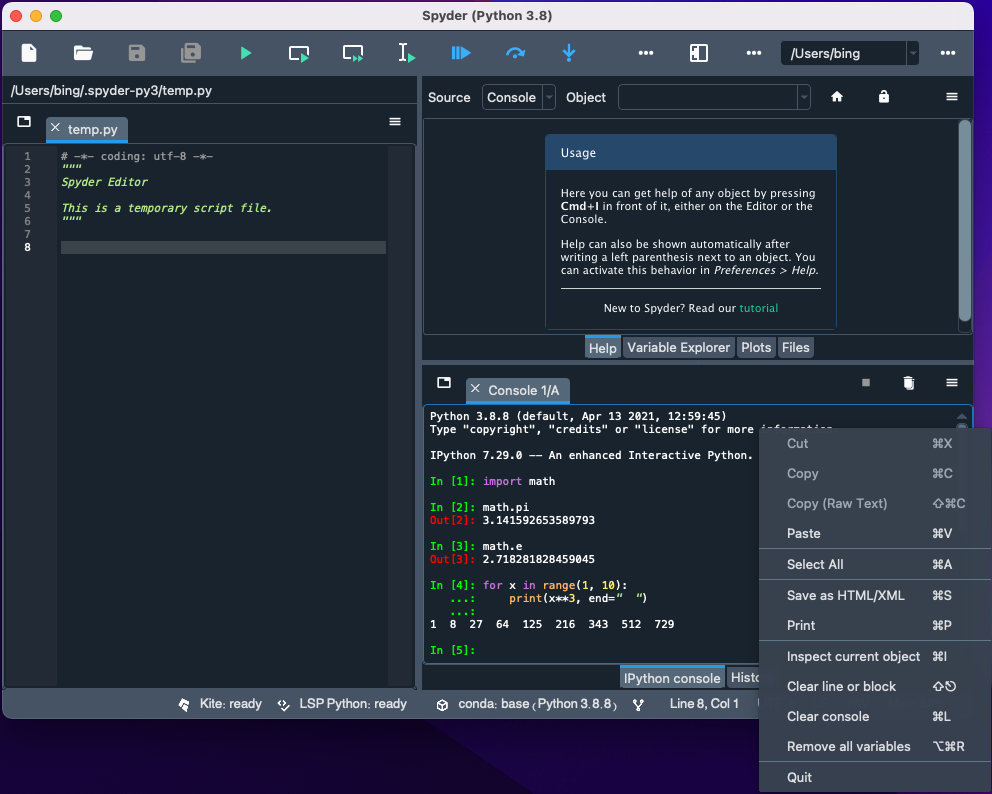 Spyder (Python 3.8)
/Users/bing
/Users/bing/.spyder-py3/temp.py
temp.py
1 # -*- coding: utf-8 -*-
2 """
3 Spyder Editor
4
5 This is a temporary script file.
6 """
7
8
Source Console Object
Usage
Here you can get help of any object by pressing
Cmd+I in front of it, either on the Editor or the
Console.
Help can also be shown automatically after
writing a left parenthesis next to an object. You
can activate this behavior in Preferences > Help.
New to Spyder? Read our tutorial
Help Variable Explorer Plots Files
Console 1/A
Python 3.8.8 (default, Apr 13 2021, 12:59:45)
Type "copyright", "credits" or "license" for more information.
IPython 7.29.0 -- An enhanced Interactive Python.
In [1]: import math
In [2]: math.pi
Out[2]: 3.141592653589793
In [3]: math.e
Out[3]: 2.718281828459045
In [4]: for x in range(1, 10):
...: print(x**3, end=“ “)
...:
1 8 27 64 125 216 343 512 729
In [5]:
IPython console Histo
Cut ⌘X
Copy ⌘C
Copy (Raw Text) ⇧⌘C
Paste ⌘V
Select All ⌘A
Save as HTML/XML ⌘S
Print ⌘P
Inspect current object ⌘I
Clear line or block ⇧⎋
Clear console ⌘L
Remove all variables ⌥⌘R
Quit
Kite: ready LSP Python: ready conda: base (Python 3.8.8) Line 8, Col 1